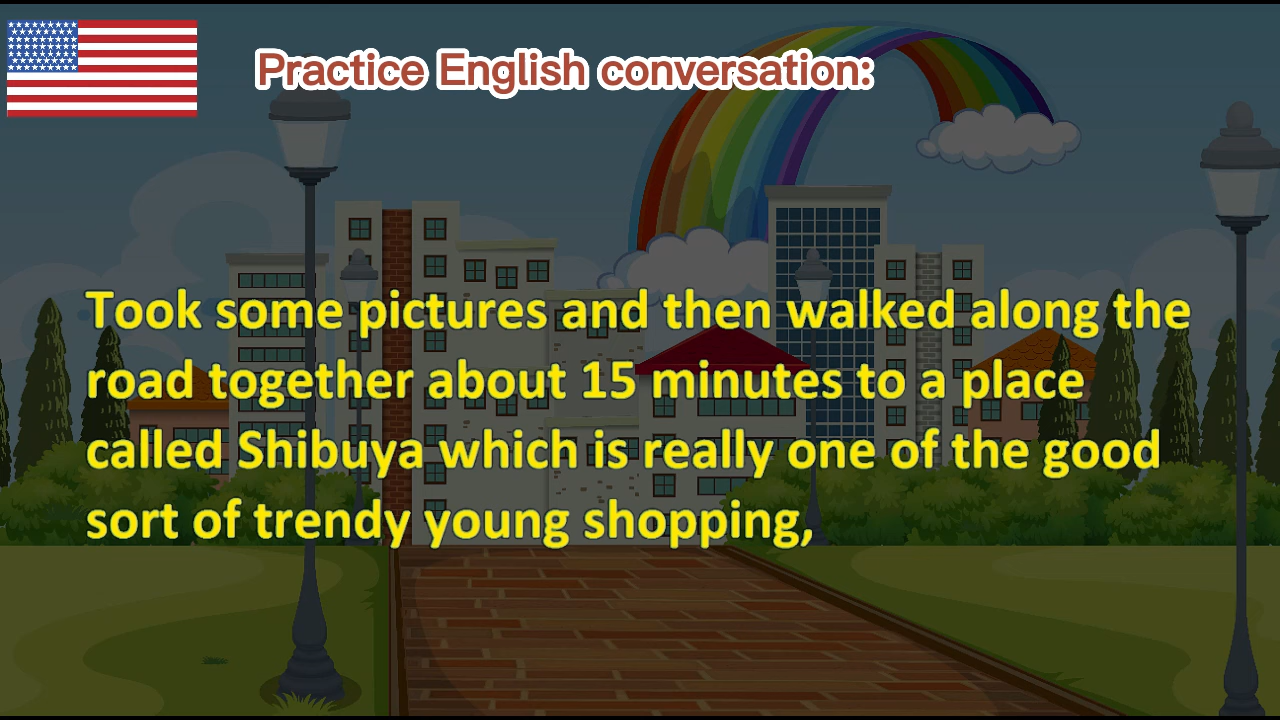 Practice English conversation:
Took some pictures and then walked along the
road together about 15 minutes to a place
called Shibuya which is really one of the good
sort of trendy young shopping,